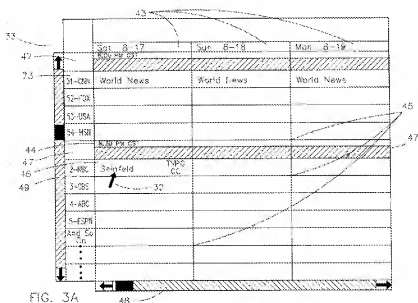 43
33
Sat 8-17 Sun 8-18 Mon 8-19
47
73
51-CNN World News World News World News
52-FOX
53-USA
54-MSN
44
45
47
47
46
2-NBC Seinfeld TVPG
CC
49
3-CBS
32
4-ABC
5-ESPN
And So
On
FIG. 3A
48